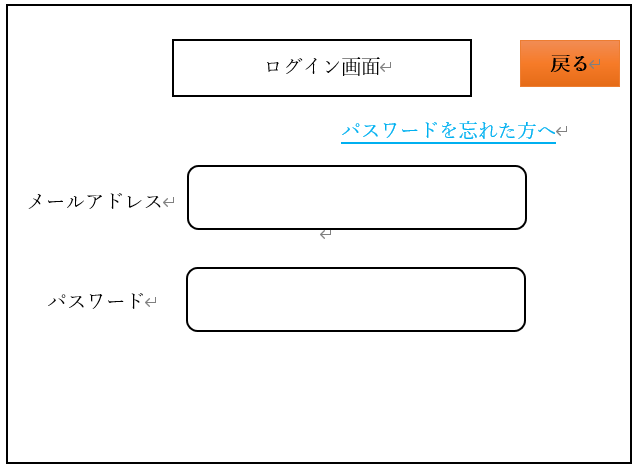 ログイン画面
戻る
パスワードを忘れた方へ
メールアドレス
パスワード